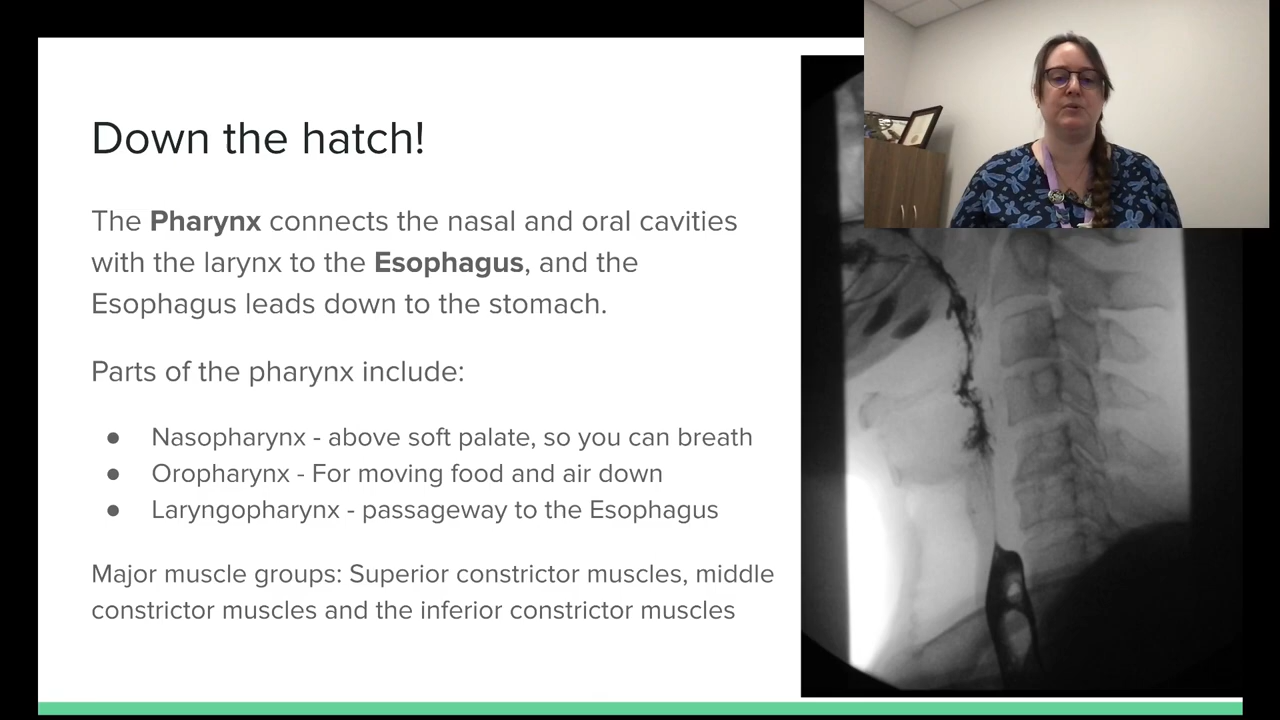 Down the hatch!
The Pharynx connects the nasal and oral cavities
with the larynx to the Esophagus, and the
Esophagus leads down to the stomach.
Parts of the pharynx include:
● Nasopharynx - above soft palate, so you can breath
● Oropharynx - For moving food and air down
● Laryngopharynx - passageway to the Esophagus
Major muscle groups: Superior constrictor muscles, middle
constrictor muscles and the inferior constrictor muscles